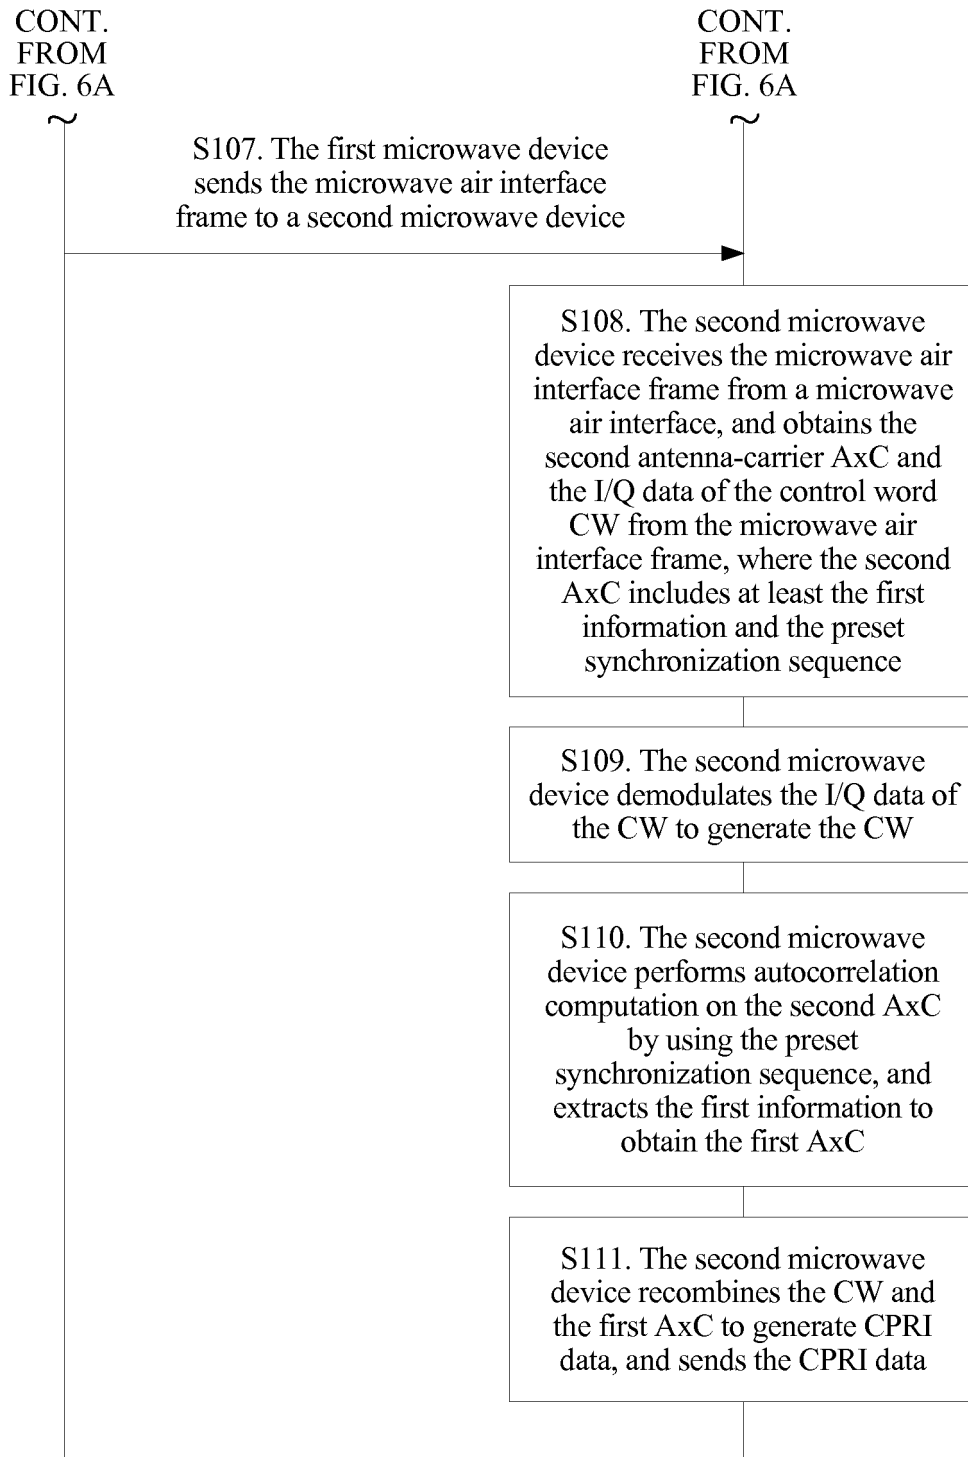 CONT.
FROM
FIG. 6A
CONT.
FROM
FIG. 6A
S107. The first microwave device
sends the microwave air interface
frame to a second microwave device
S108. The second microwave
device receives the microwave air
interface frame from a microwave
air interface, and obtains the
second antenna-carrier AxC and
the I/Q data of the control word
CW from the microwave air
interface frame, where the second
AxC includes at least the first
information and the preset
synchronization sequence
S109. The second microwave
device demodulates the I/Q data of
the CW to generate the CW
S110. The second microwave
device performs autocorrelation
computation on the second AxC
by using the preset
synchronization sequence, and
extracts the first information to
obtain the first AxC
S111. The second microwave
device recombines the CW and
the first AxC to generate CPRI
data, and sends the CPRI data